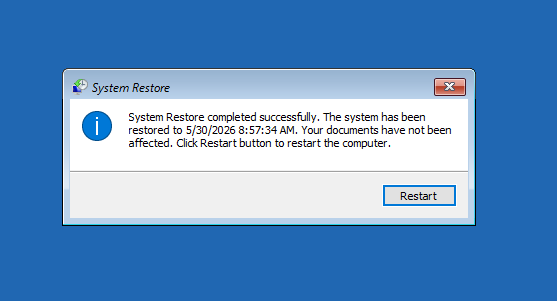 System Restore
System Restore completed successfully. The system has been
restored to 5/30/2026 8:57:34 AM. Your documents have not been
affected. Click Restart button to restart the computer.
Restart